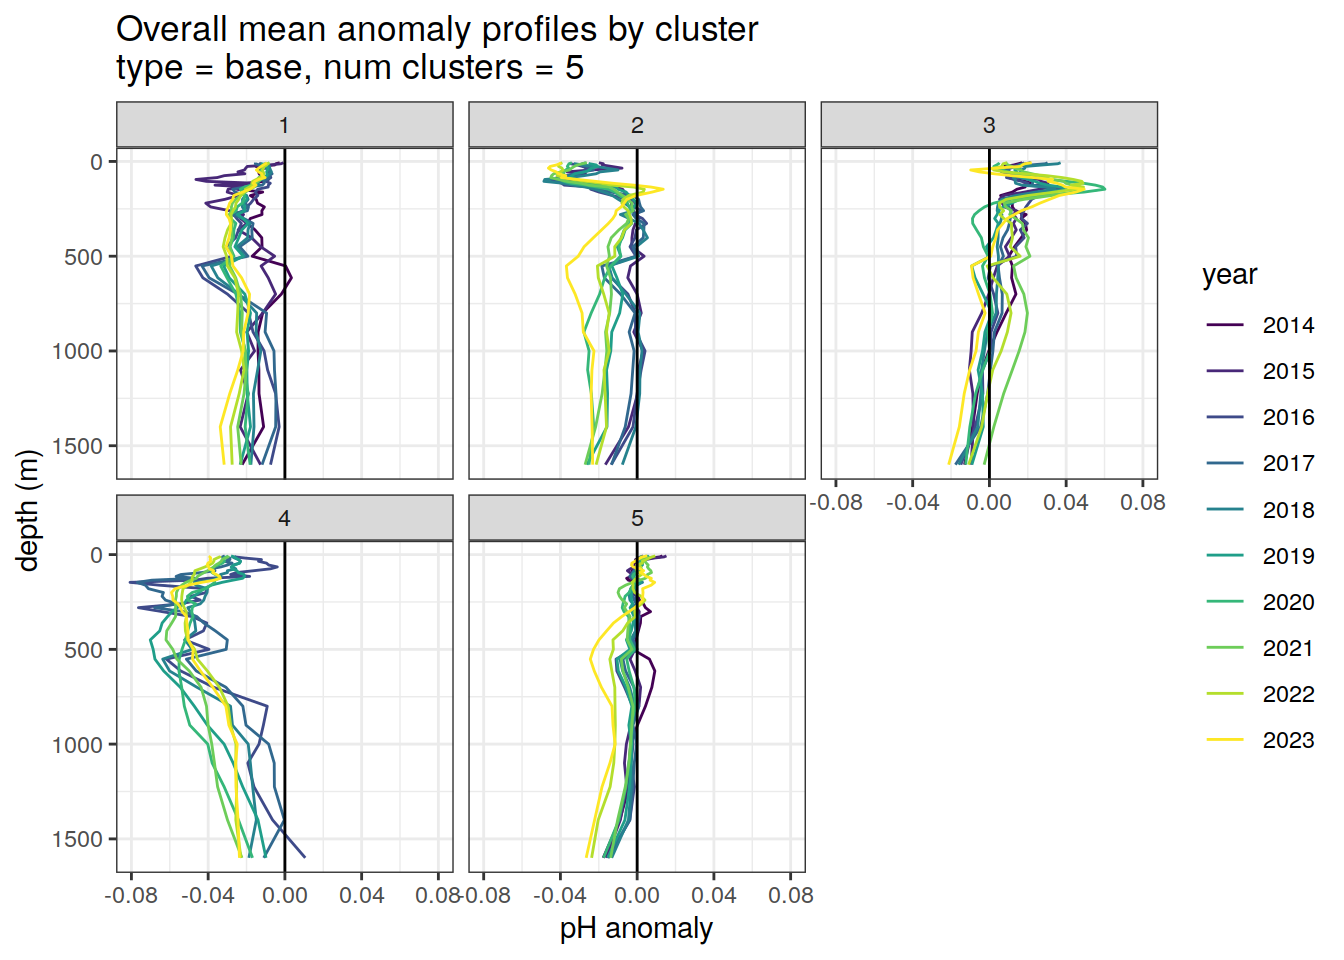 Overall mean anomaly profiles by cluster
type = base, num clusters = 5
1
2
3
0
500
1000
1500
-0.08 -0.04 0.00 0.04 0.08
4
5
0
500
1000
1500
-0.08 -0.04 0.00 0.04 0.08
-0.08 -0.04 0.00 0.04 0.08
depth (m)
pH anomaly
year
2014
2015
2016
2017
2018
2019
2020
2021
2022
2023